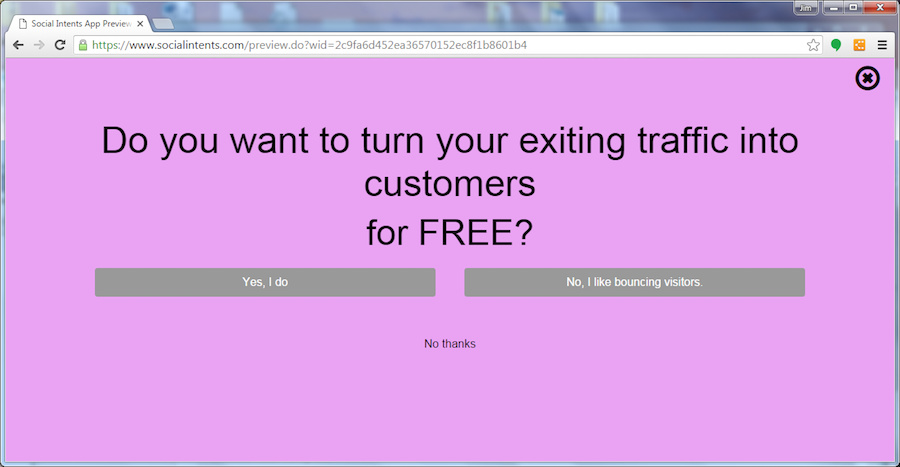 Jim
Social Intents App Preview
https://www.socialintents.com/preview.do?wid=2c9fa6d452ea36570152ec8f1b8601b4
Do you want to turn your exiting traffic into
customers
for FREE?
Yes, I do
No, I like bouncing visitors.
No thanks